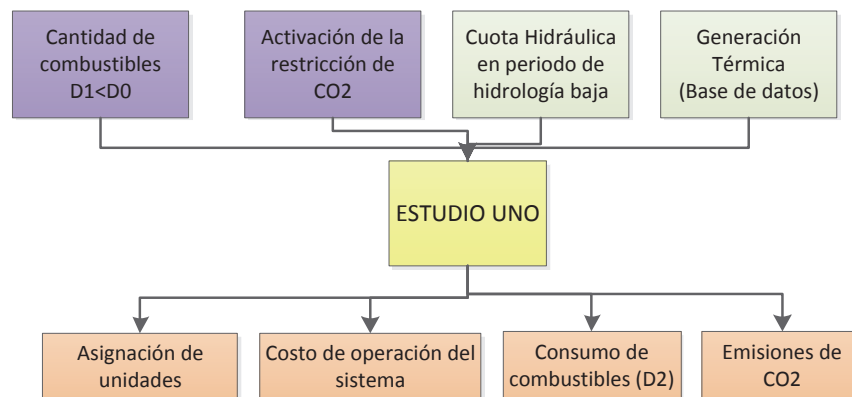 Cantidad de
combustibles
D1<D0
Activación de la
restricción de
CO2
Cuota Hidráulica
en periodo de
hidrología baja
Generación
Térmica
(Base de datos)
ESTUDIO UNO
Asignación de
unidades
Costo de operación del
sistema
Consumo de
combustibles (D2)
Emisiones de
CO2